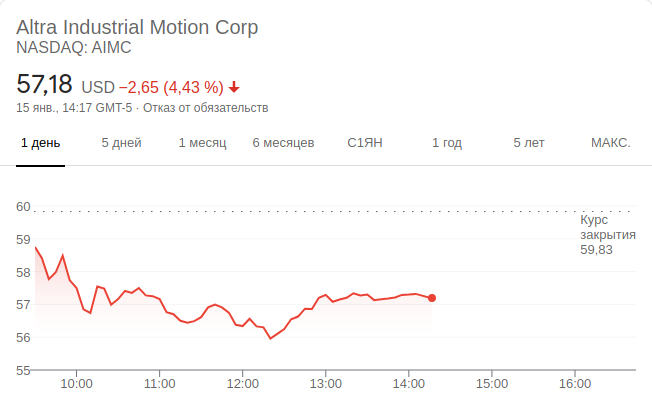 Altra Industrial Motion Corp
NASDAQ: AIMC
57,18 USD −2,65 (4,43 %)
15 янв., 14:17 GMT-5 · Отказ от обязательств
1 день 5 дней 1 месяц 6 месяцев С1ЯН 1 год 5 лет МАКС.
60
Курс
закрытия
59,83
59
58
57
56
55
10:00 11:00 12:00 13:00 14:00 15:00 16:00